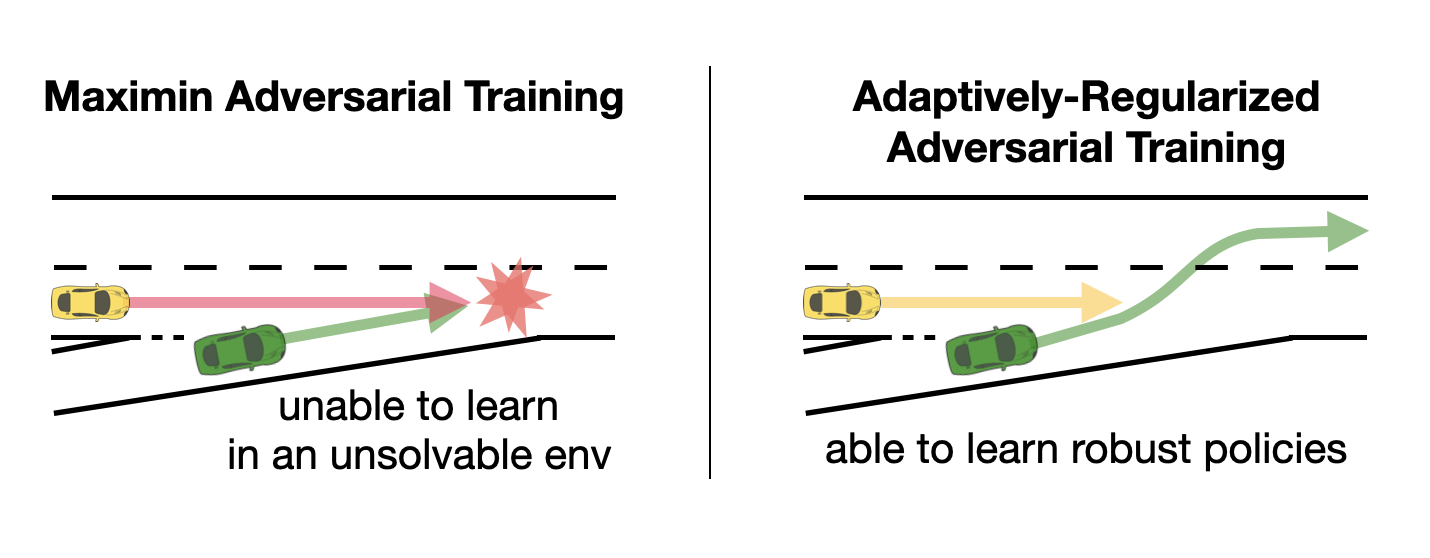 Maximin Adversarial Training
unable to learn
in an unsolvable env
Adaptively-Regularized
Adversarial Training
able to learn robust policies